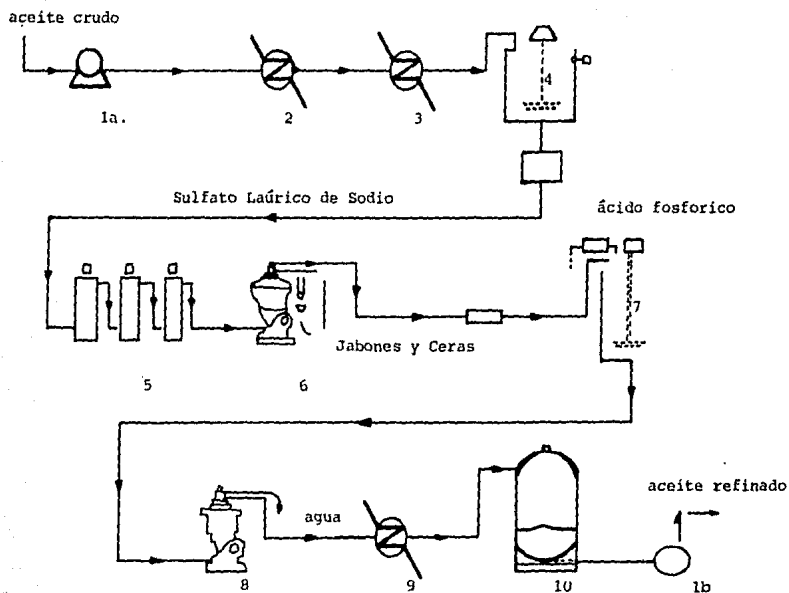 aceite crudo
1a.
2
3
4
Sulfato Laúrico de Sodio
ácido fosforico
7
Jabones y Ceras
5
6
agua
aceite refinado
8
9
10
1b